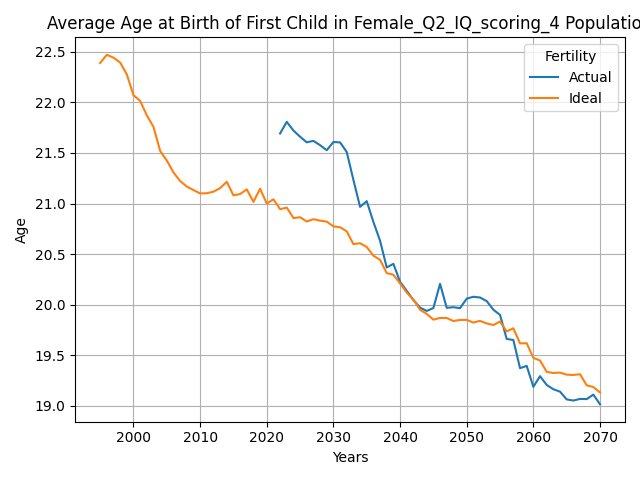 Average Age at Birth of First Child in Female_Q2_IQ_scoring_4 Populatio
Fertility
Actual
Ideal
22.5
22.0
21.5
21.0
20.5
20.0
19.5
19.0
Age
2000 2010 2020 2030 2040 2050 2060 2070
Years